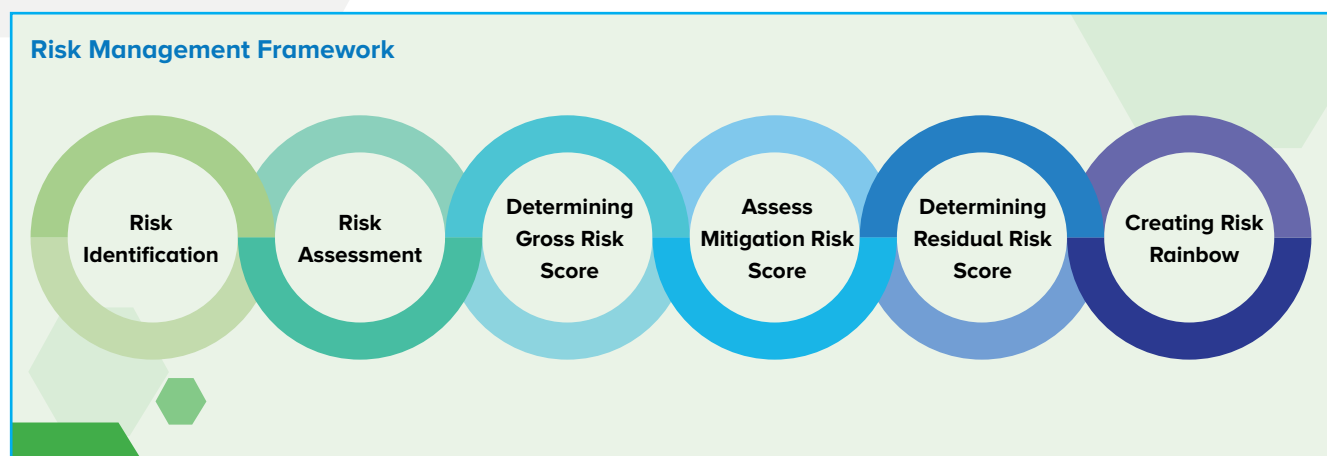 Risk Management Framework
Risk
Identification
Risk
Assessment
Determining
Gross Risk
Score
Assess
Mitigation Risk
Score
Determining
Residual Risk
Score
Creating Risk
Rainbow